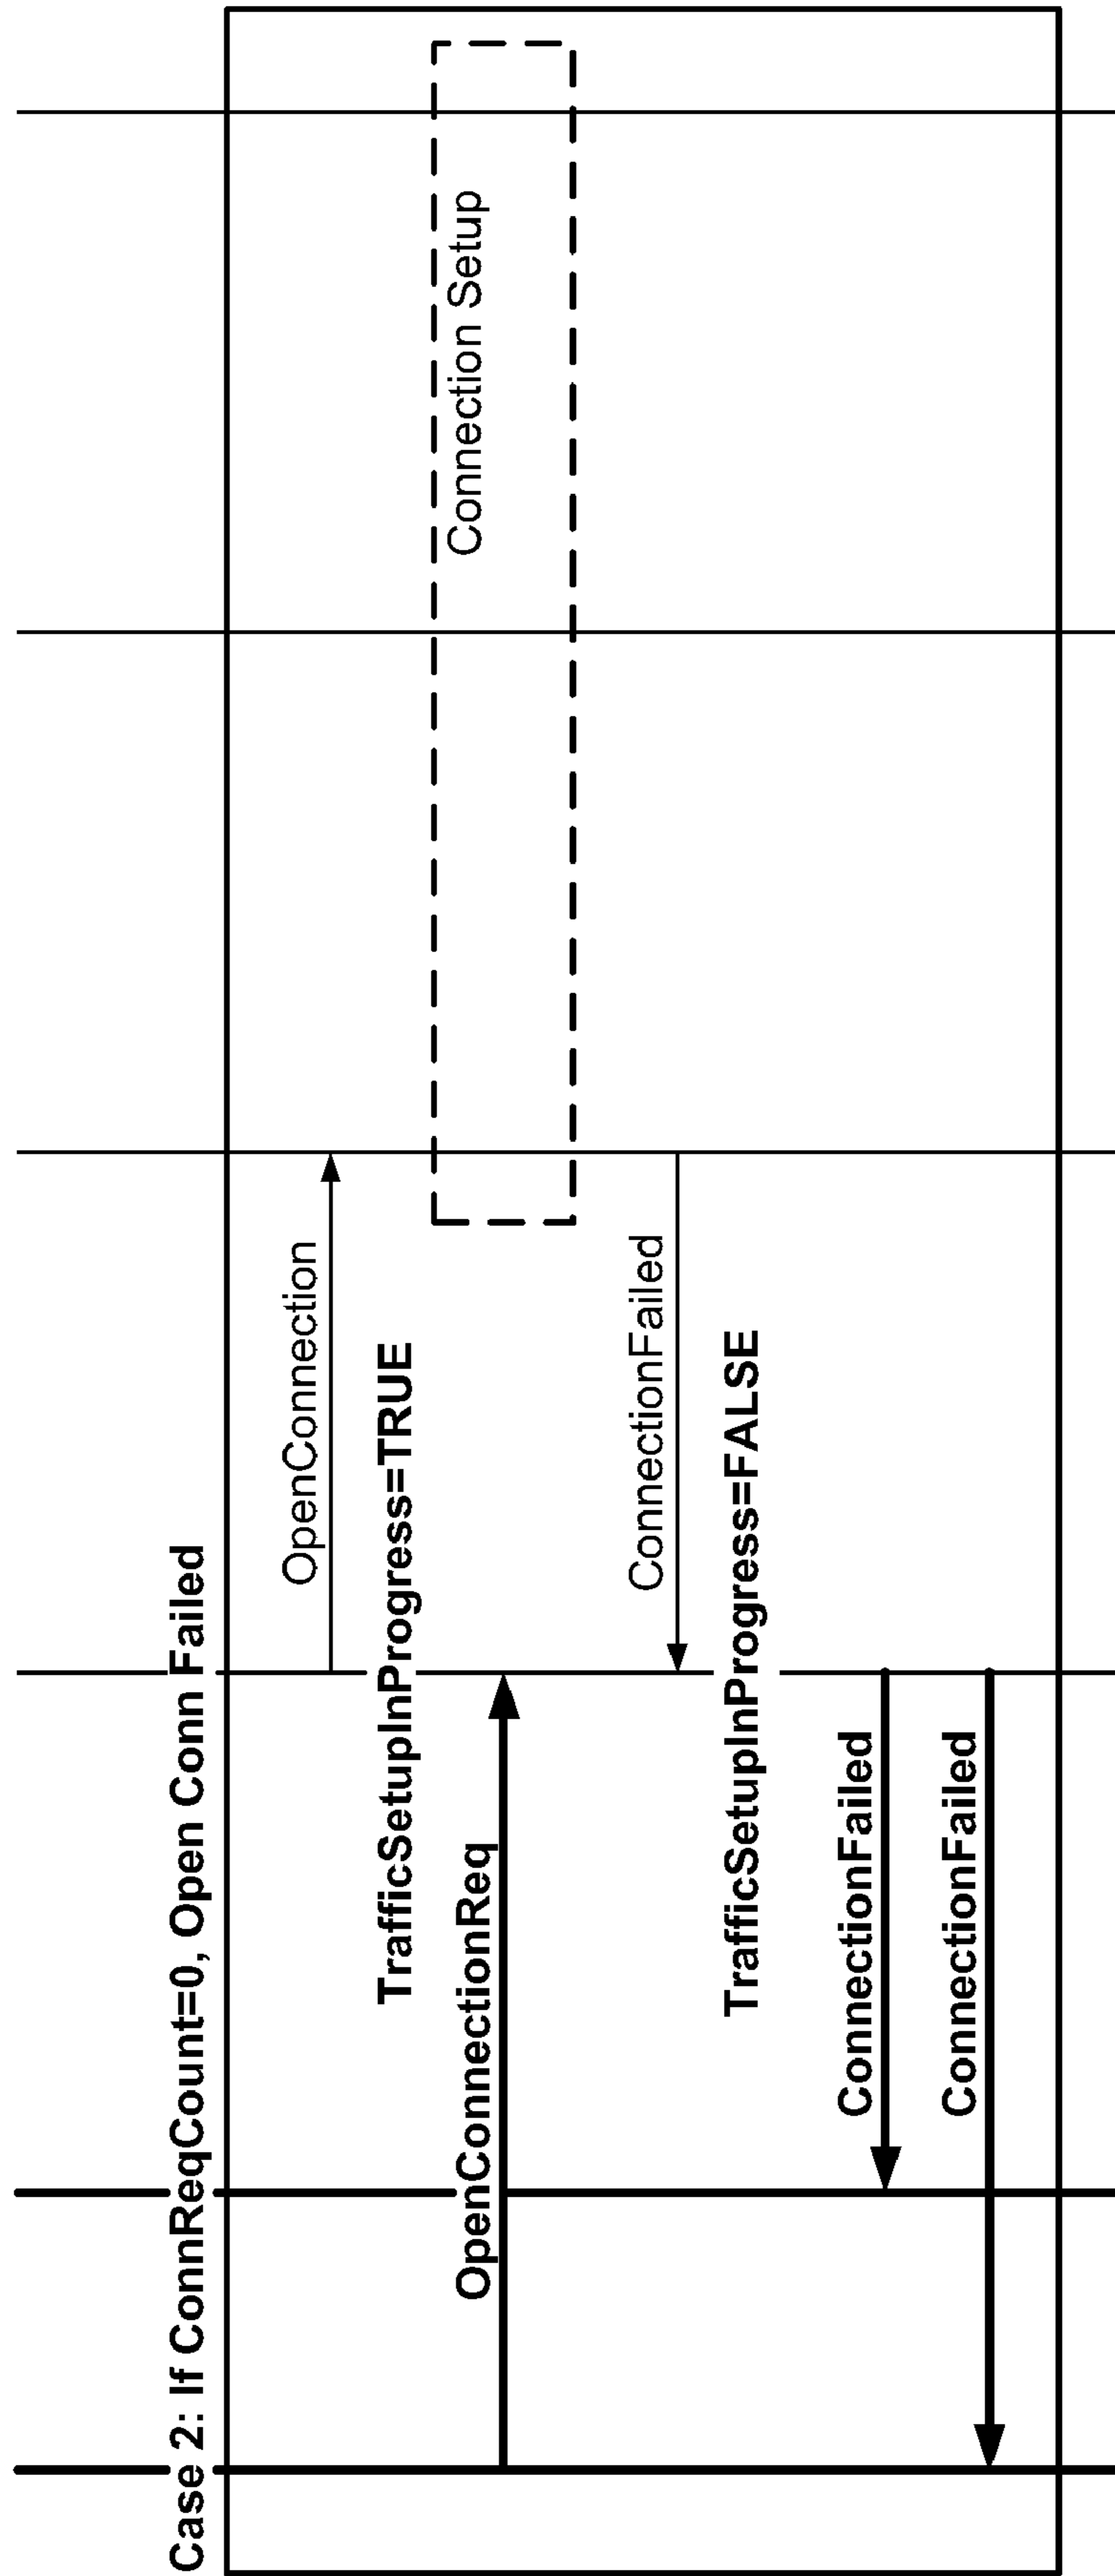 Case 2: If ConnReqCount=0, Open Conn Failed
OpenConnection
TrafficSetupInProgress=TRUE
Connection Setup
OpenConnectionReq
ConnectionFailed
TrafficSetupInProgress=FALSE
ConnectionFailed
ConnectionFailed